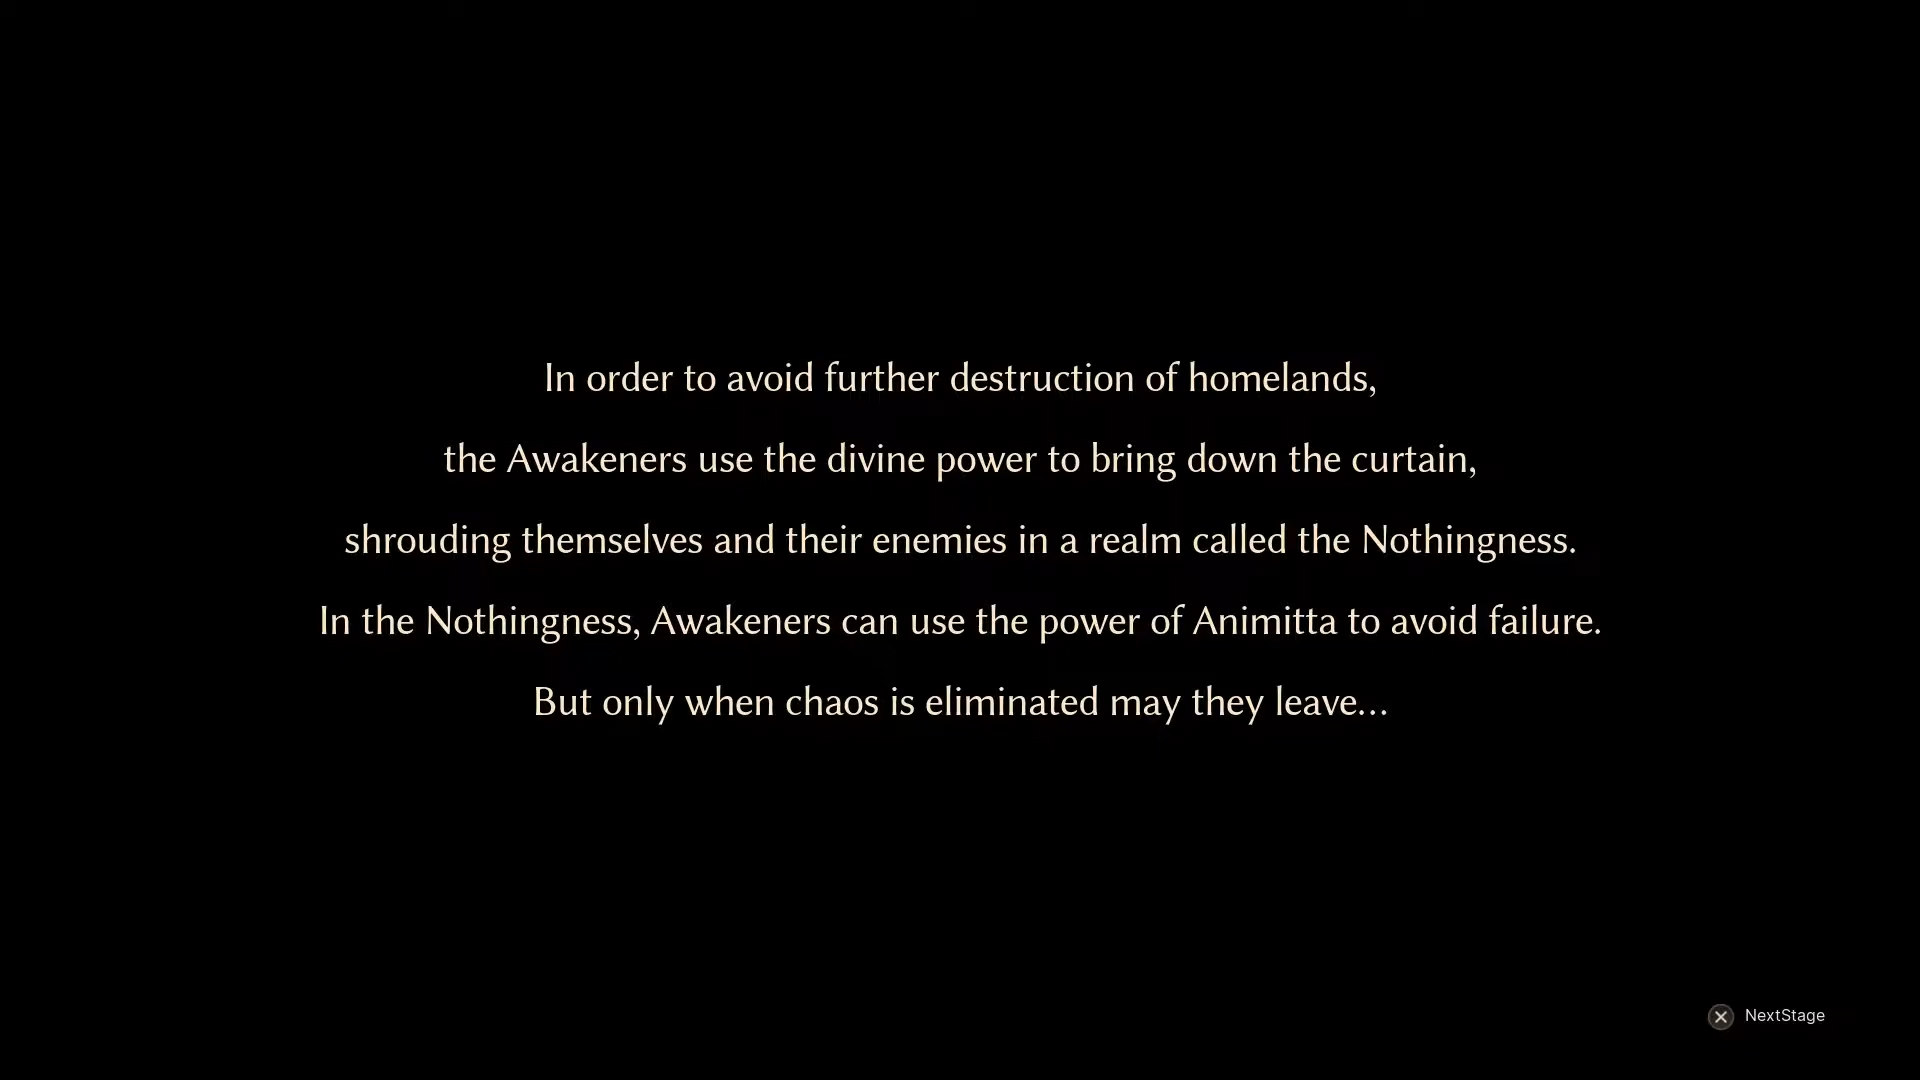 In order to avoid further destruction of homelands,
the Awakeners use the divine power to bring down the curtain,
shrouding themselves and their enemies in a realm called the Nothingness.
In the Nothingness, Awakeners can use the power of Animitta to avoid failure.
But only when chaos is eliminated may they leave...
NextStage